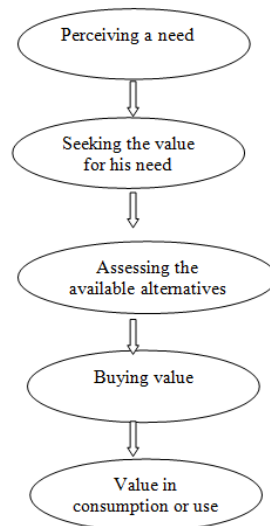 Perceiving a need
Seeking the value
for his need
Assessing the
available alternatives
Buying value
Value in
consumption or use